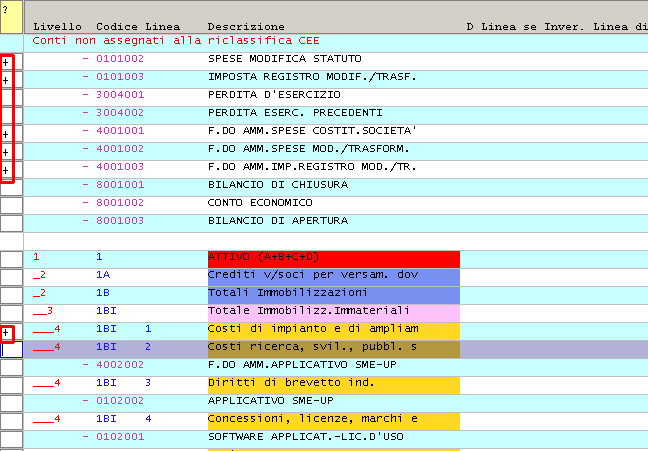 ?
Livello Codice Linea Descrizione D Linea se Inver. Linea di
Conti non assegnati alla riclassifica CEE
+ - 0101002 SPESE MODIFICA STATUTO
+ - 0101003 IMPOSTA REGISTRO MODIF./TRASF.
- 3004001 PERDITA D'ESERCIZIO
- 3004002 PERDITA ESERC. PRECEDENTI
+ - 4001001 F.DO AMM.SPESE COSTIT.SOCIETA'
+ - 4001002 F.DO AMM.SPESE MOD./TRASFORM.
+ - 4001003 F.DO AMM.IMP.REGISTRO MOD./TR.
- 8001001 BILANCIO DI CHIUSURA
- 8001002 CONTO ECONOMICO
- 8001003 BILANCIO DI APERTURA
1 1 ATTIVO (A+B+C+D)
_2 1A Crediti v/soci per versam. dov
_2 1B Totali Immobilizzazioni
__3 1BI Totale Immobilizz.Immateriali
+ ___4 1BI 1 Costi di impianto e di ampliam
___4 1BI 2 Costi ricerca, svil., pubbl. s
- 4002002 F.DO AMM.APPLICATIVO SME-UP
___4 1BI 3 Diritti di brevetto ind.
- 0102002 APPLICATIVO SME-UP
___4 1BI 4 Concessioni, licenze, marchi e
- 0102001 SOFTWARE APPLICAT.-LIC.D'USO